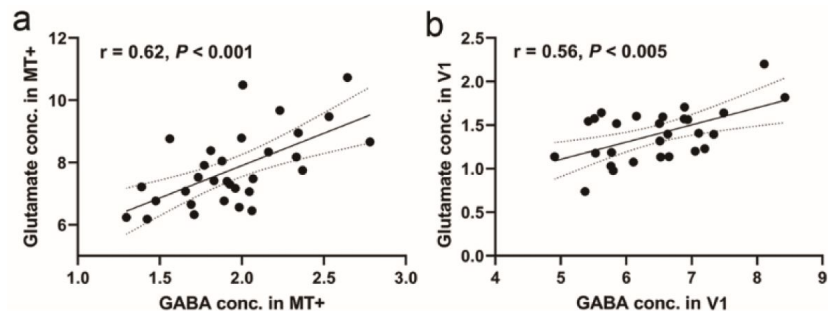 a
r = 0.62, P < 0.001
Glutamate conc. in MT+
12
10
8
6
1.0 1.5 2.0 2.5 3.0
GABA conc. in MT+
b
r = 0.56, P < 0.005
Glutamate conc. in V1
2.5
2.0
1.5
1.0
0.5
0.0
4 5 6 7 8 9
GABA conc. in V1